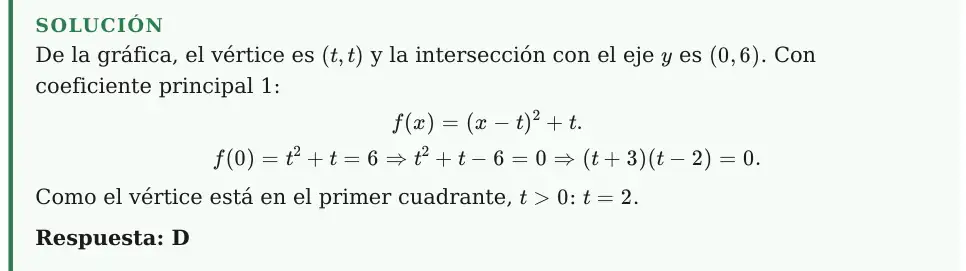 SOLUCIÓN
De la gráfica, el vértice es (t, t) y la intersección con el eje y es (0, 6). Con
coeficiente principal 1:
f(x) = (x − t)² + t.
f(0) = t² + t = 6 ⇒ t² + t − 6 = 0 ⇒ (t + 3)(t − 2) = 0.
Como el vértice está en el primer cuadrante, t > 0: t = 2.
Respuesta: D